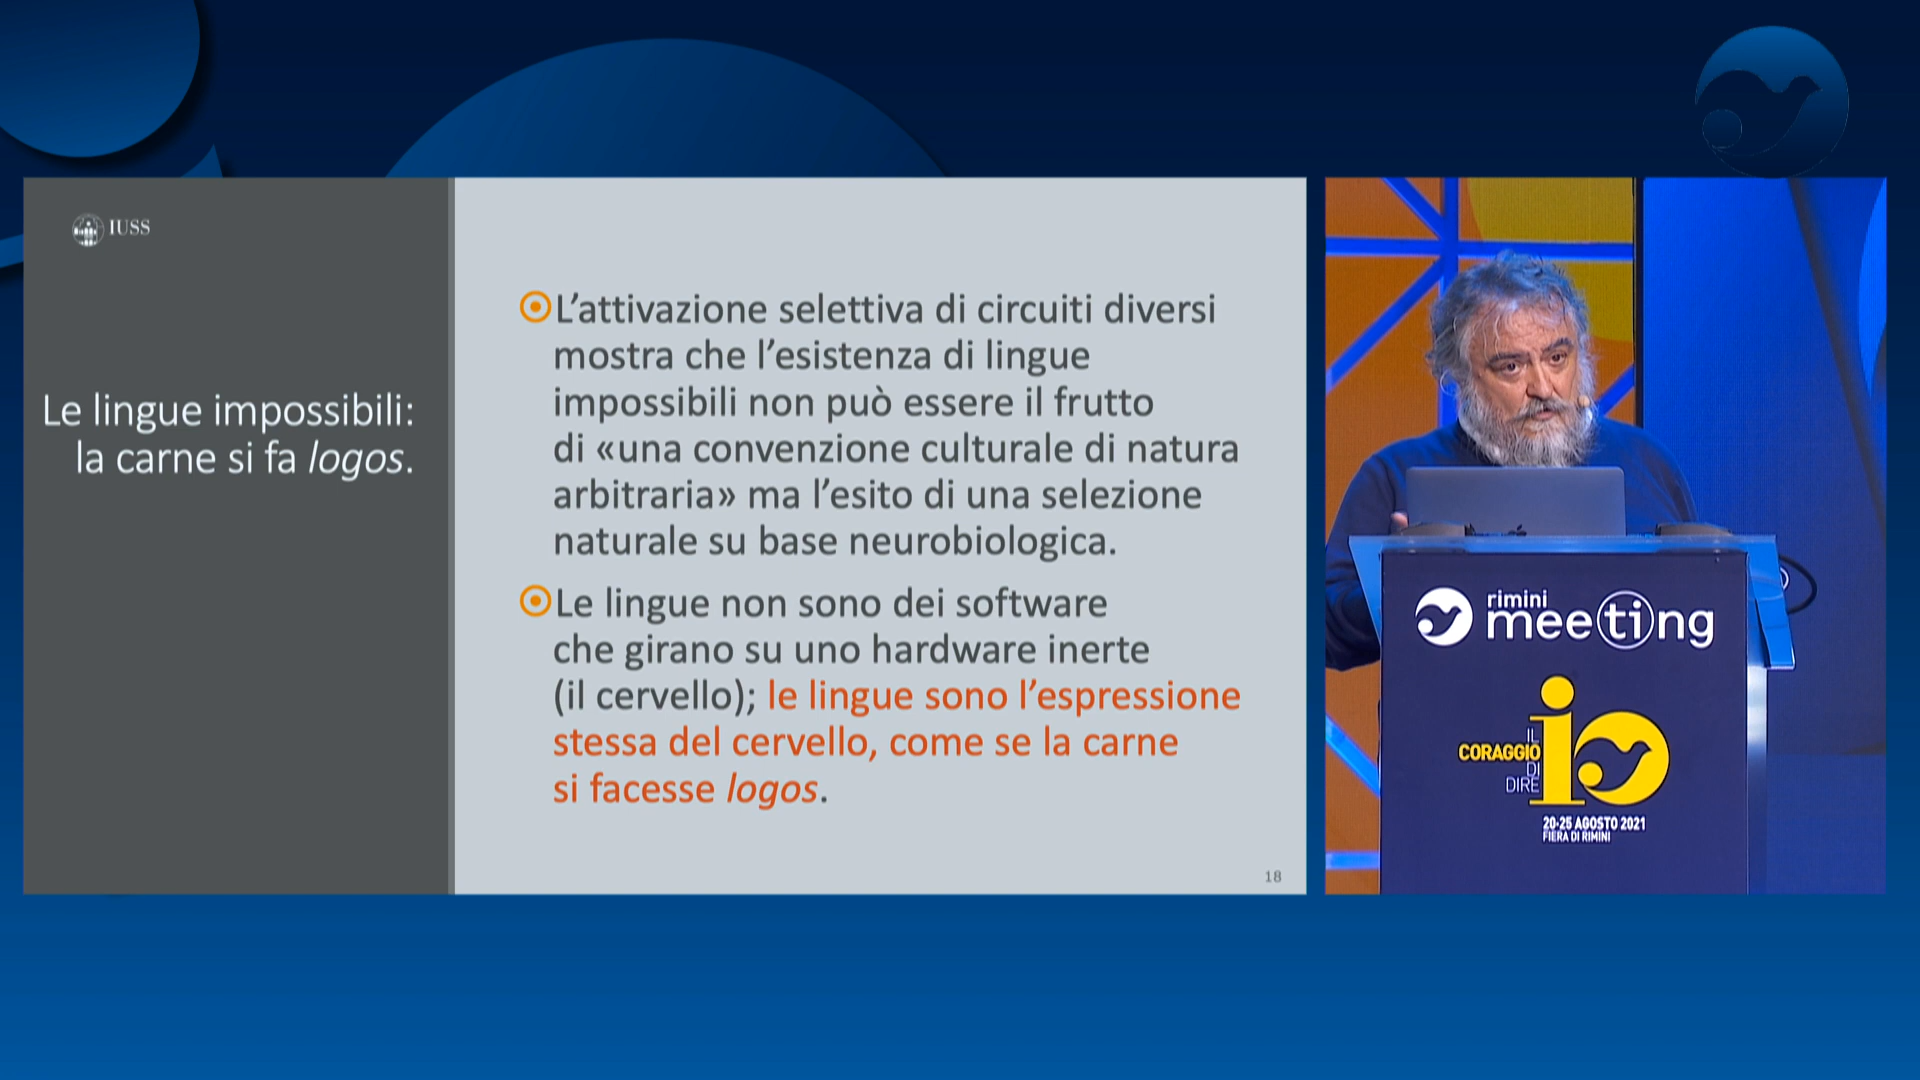 IUSS
Le lingue impossibili:
la carne si fa logos.
L’attivazione selettiva di circuiti diversi
mostra che l’esistenza di lingue
impossibili non può essere il frutto
di «una convenzione culturale di natura
arbitraria» ma l’esito di una selezione
naturale su base neurobiologica.
Le lingue non sono dei software
che girano su uno hardware inerte
(il cervello); le lingue sono l’espressione
stessa del cervello, come se la carne
si facesse logos.
18
rimini
meeting
IL
CORAGGIO
DI
DIRE
io
20-25 AGOSTO 2021
FIERA DI RIMINI